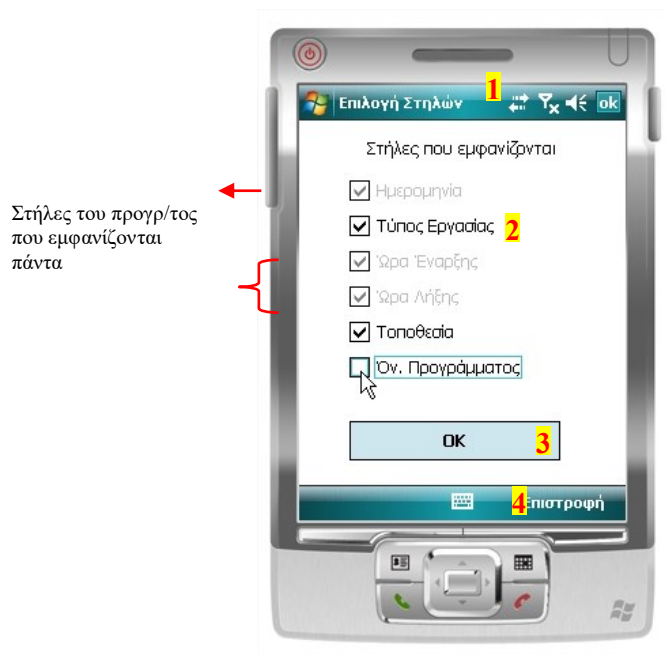 1
Επιλογή Στηλών
ok
Στήλες που εμφανίζονται
Ημερομηνία
Στήλες του προγρ/τος
που εμφανίζονται
πάντα
Τύπος Εργασίας 2
Ώρα Έναρξης
Ώρα Λήξης
Τοποθεσία
Όν. Προγράμματος
OK 3
4 Επιστροφή